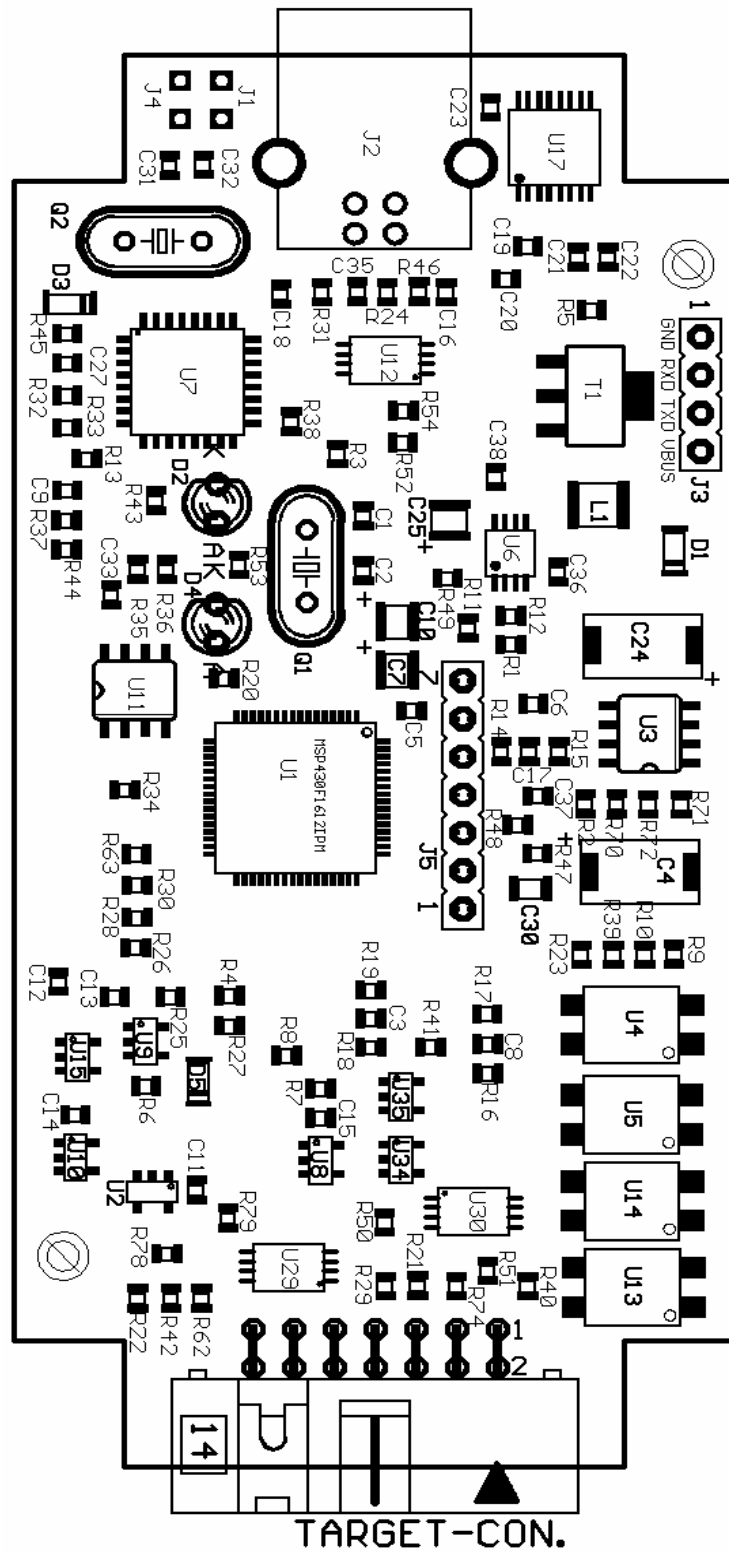 J4
J1
C31
C32
J2
C23
U17
Q2
D3
C19
C21
C22
C20
R5
1
GND RXD TXD VBUS
J3
C18
R31
C35
R24
R46
C16
R45
C27
R32
R33
U7
U12
T1
R13
R38
R3
R54
R52
K
D2
C9
R37
R44
R43
C1
C25+
C38
L1
D1
U6
C33
R35
R36
A
K
D4
R53
C2
R49
R11
C36
R12
R1
+
C10
+
C7
Q1
C24
+
U11
A
R20
7
C5
C6
U3
R14
C17
R15
U1
MSP430F1612IPM
R34
C37
R2
R70
R72
R71
R48
J5
+
R47
C4
R63
R30
R28
R26
1
C30
R23
R39
R10
R9
C12
C13
R25
R4
R27
R19
C3
R18
R41
R17
C8
R16
U4
U15
U9
R8
R6
D5
R7
C15
U35
U5
C14
U10
U8
U34
U2
C11
U14
R79
R50
U30
R78
U29
R29
R21
R74
R51
R40
U13
R22
R42
R62
1
2
14
TARGET-CON.